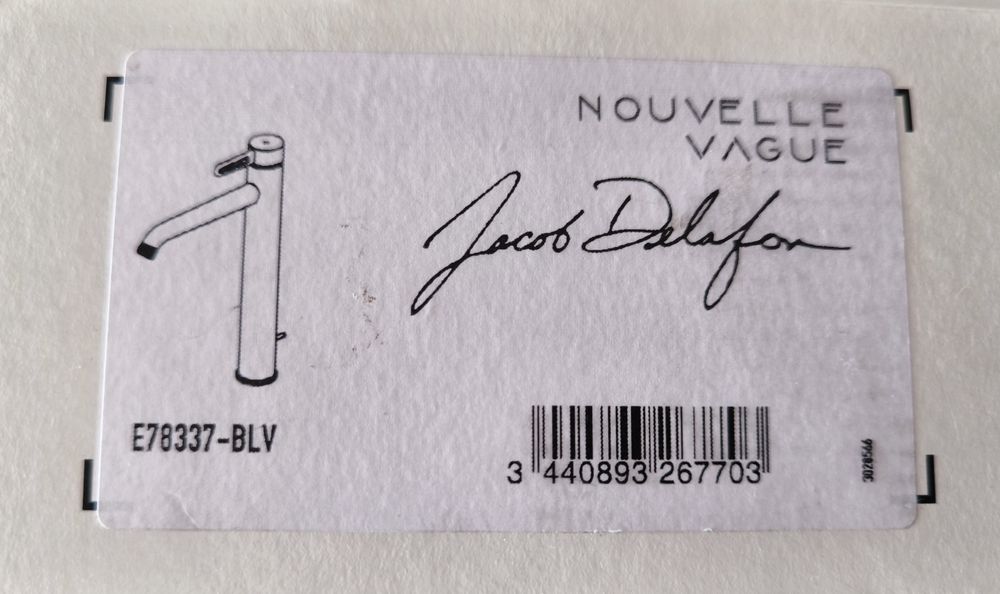 NOUVELLE
VAGUE
Jacob Delafon
E78337-BLV
3 440893 267703
3028566